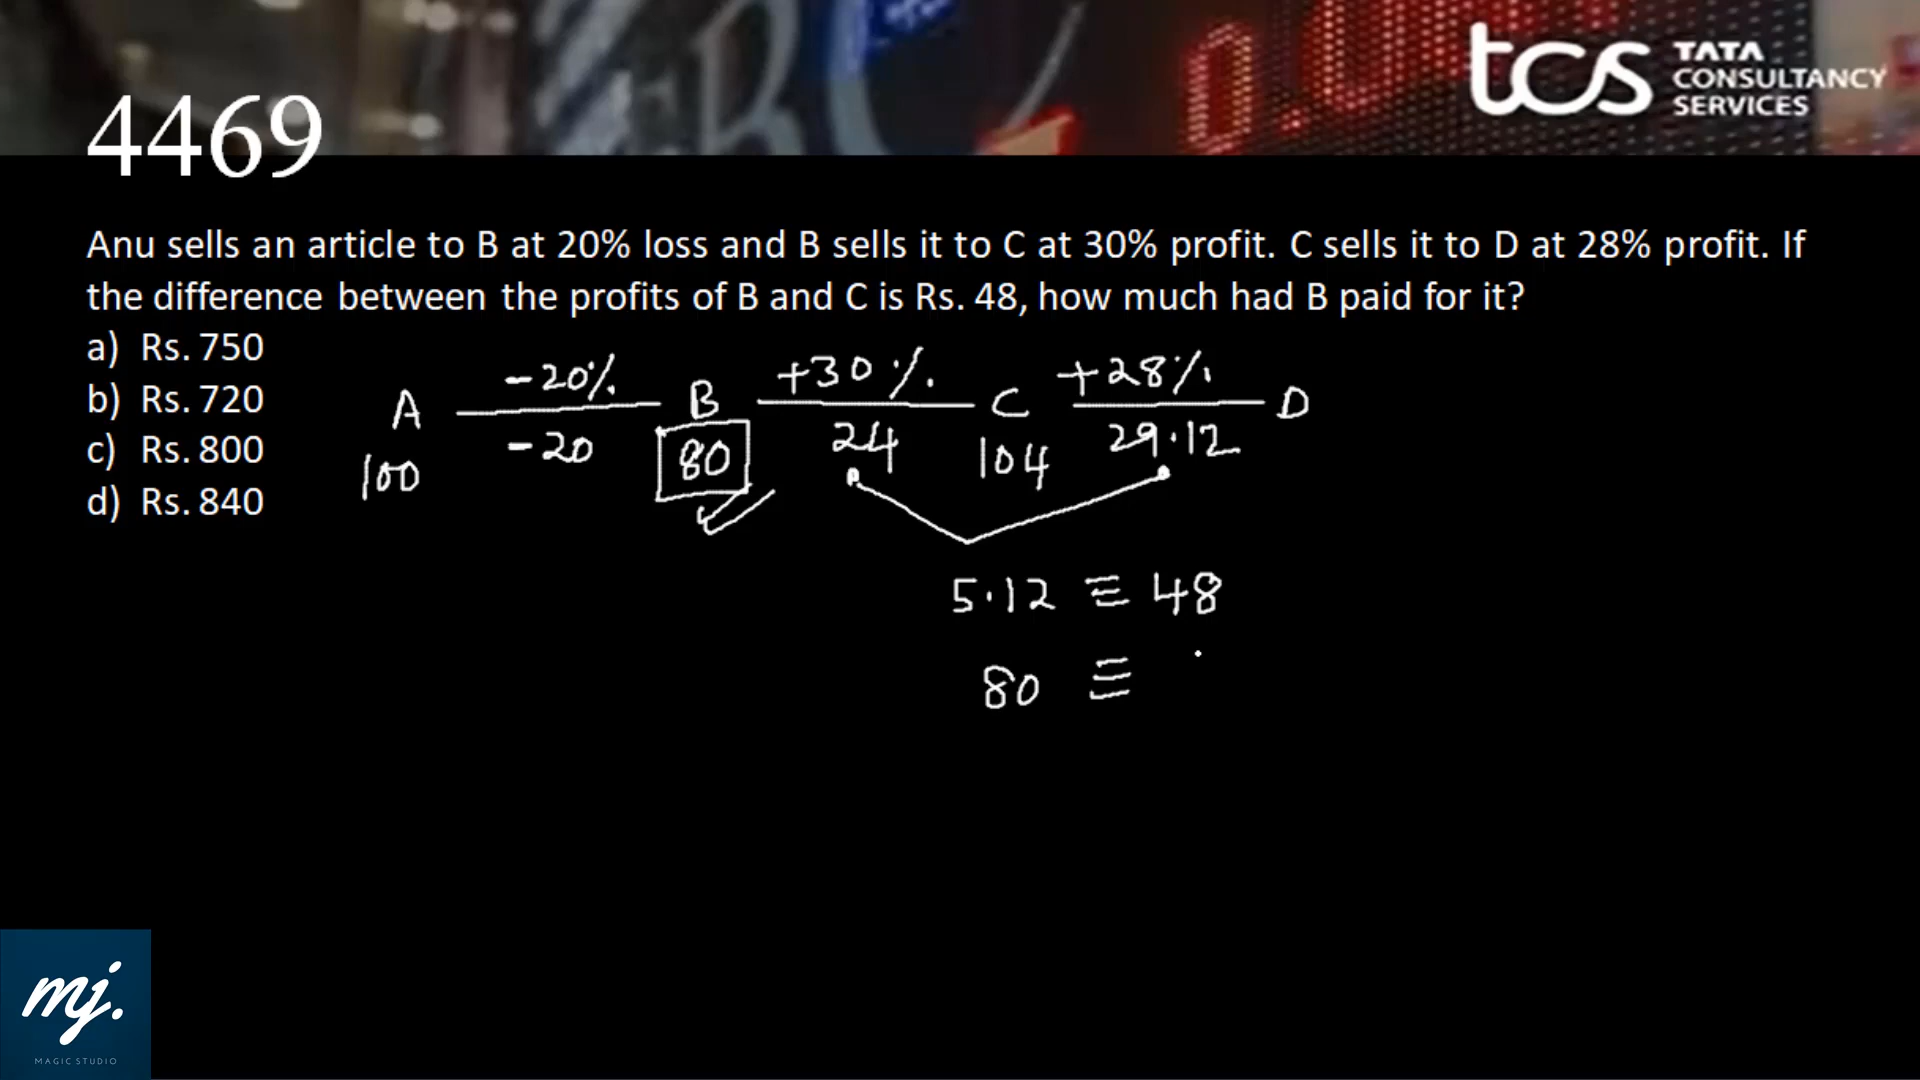 tcs TATA
CONSULTANCY
SERVICES
4469
Anu sells an article to B at 20% loss and B sells it to C at 30% profit. C sells it to D at 28% profit. If
the difference between the profits of B and C is Rs. 48, how much had B paid for it?
a) Rs. 750
b) Rs. 720
c) Rs. 800
d) Rs. 840
-20% +30% +28%
A B C D
100 -20 80 24 104 29.12
5.12 ≡ 48
80 ≡
mj.
MAGIC STUDIO